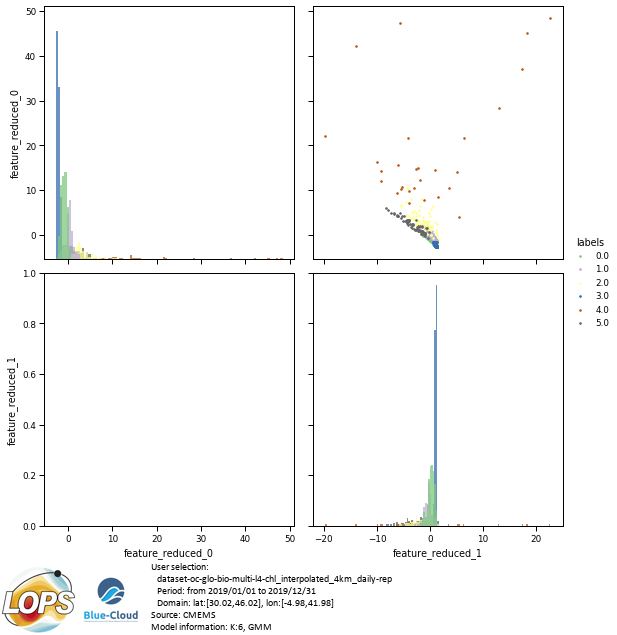 50
40
30
20
10
0
feature_reduced_0
labels
0.0
1.0
2.0
3.0
4.0
5.0
1.0
0.8
0.6
0.4
0.2
0.0
feature_reduced_1
0
10
20
30
40
50
−20
−10
0
10
20
feature_reduced_0
feature_reduced_1
LOPS
Blue-Cloud
User selection:
dataset-oc-glo-bio-multi-l4-chl_interpolated_4km_daily-rep
Period: from 2019/01/01 to 2019/12/31
Domain: lat:[30.02,46.02], lon:[-4.98,41.98]
Source: CMEMS
Model information: K:6, GMM